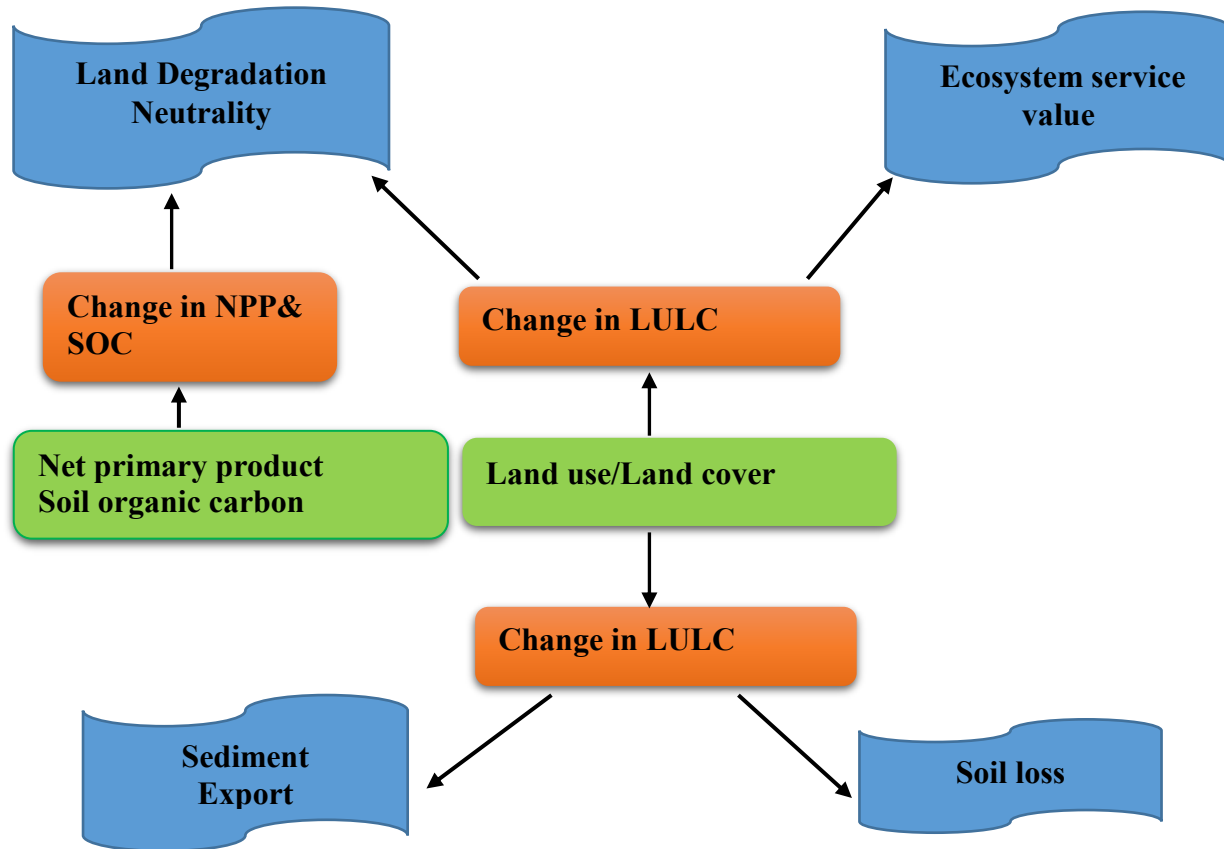 Land Degradation
Neutrality
Ecosystem service
value
Change in NPP&
SOC
Change in LULC
Net primary product
Soil organic carbon
Land use/Land cover
Change in LULC
Sediment
Export
Soil loss